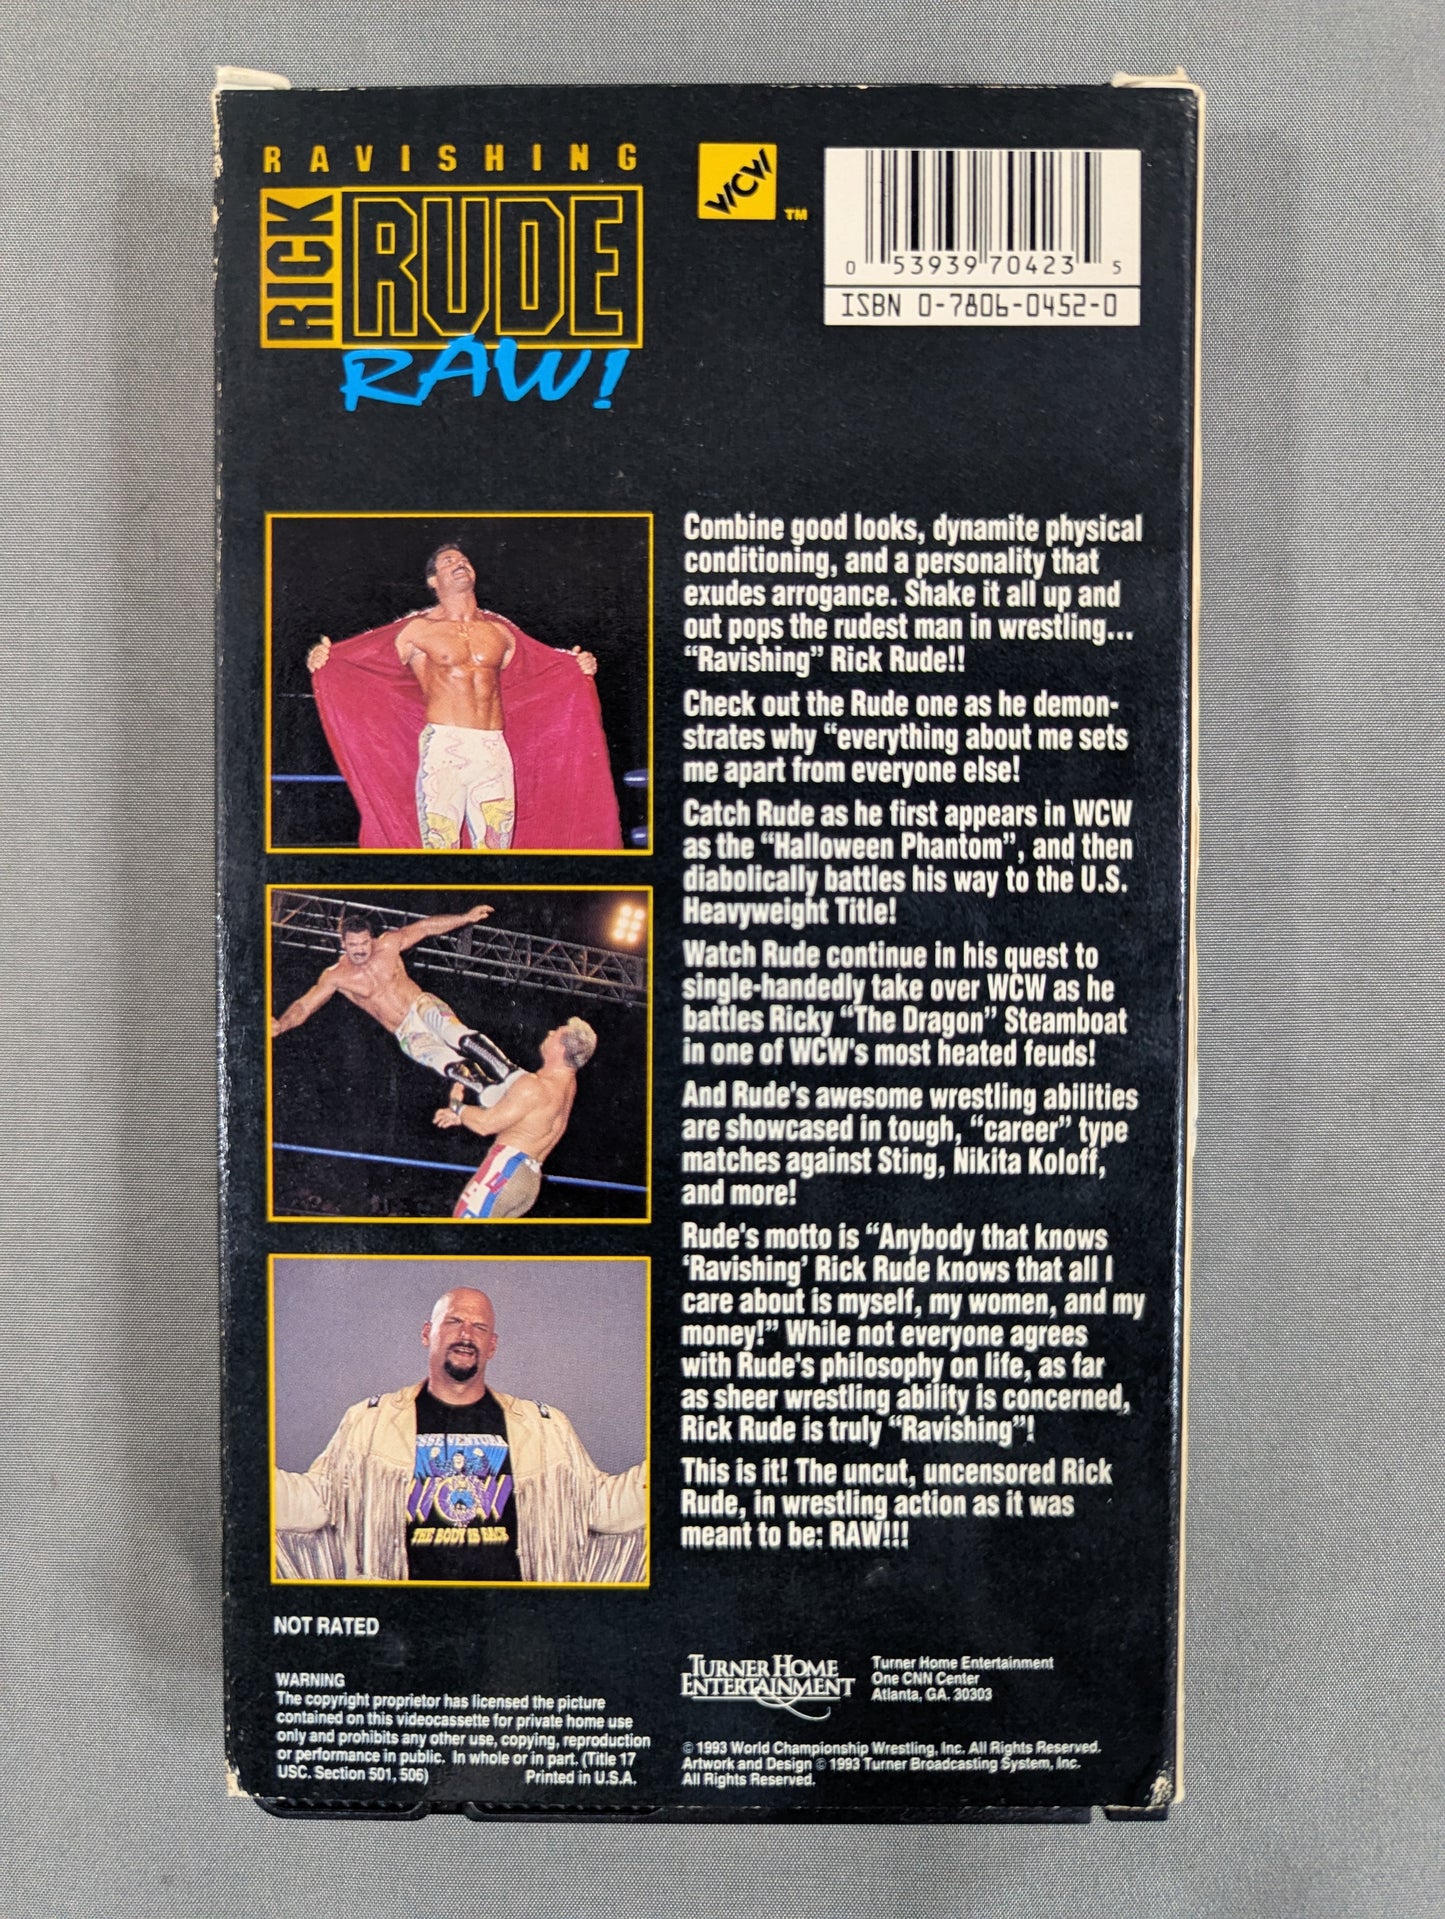 RAVISHING
RICK RUDE
RAW!
WCW
™
0 53939 70423 5
ISBN 0-7806-0452-0
Combine good looks, dynamite physical
conditioning, and a personality that
exudes arrogance. Shake it all up and
out pops the rudest man in wrestling...
“Ravishing” Rick Rude!!
Check out the Rude one as he demon-
strates why “everything about me sets
me apart from everyone else!
Catch Rude as he first appears in WCW
as the “Halloween Phantom”, and then
diabolically battles his way to the U.S.
Heavyweight Title!
Watch Rude continue in his quest to
single-handedly take over WCW as he
battles Ricky “The Dragon” Steamboat
in one of WCW's most heated feuds!
And Rude's awesome wrestling abilities
are showcased in tough, “career” type
matches against Sting, Nikita Koloff,
and more!
Rude's motto is “Anybody that knows
‘Ravishing’ Rick Rude knows that all I
care about is myself, my women, and my
money!” While not everyone agrees
with Rude's philosophy on life, as far
as sheer wrestling ability is concerned,
Rick Rude is truly “Ravishing”!
This is it! The uncut, uncensored Rick
Rude, in wrestling action as it was
meant to be: RAW!!!
VENTURA
WCW
THE BODY IS BACK
NOT RATED
WARNING
The copyright proprietor has licensed the picture
contained on this videocassette for private home use
only and prohibits any other use, copying, reproduction
or performance in public. In whole or in part. (Title 17
USC. Section 501, 506) Printed in U.S.A.
TURNER HOME
ENTERTAINMENT
Turner Home Entertainment
One CNN Center
Atlanta, GA. 30303
© 1993 World Championship Wrestling, Inc. All Rights Reserved.
Artwork and Design © 1993 Turner Broadcasting System, Inc.
All Rights Reserved.